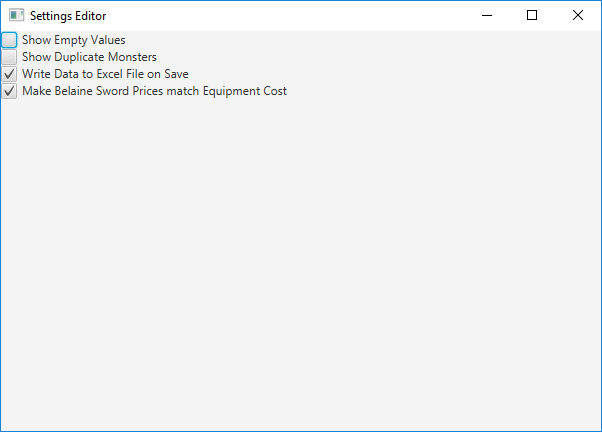 Settings Editor
Show Empty Values
Show Duplicate Monsters
Write Data to Excel File on Save
Make Belaine Sword Prices match Equipment Cost